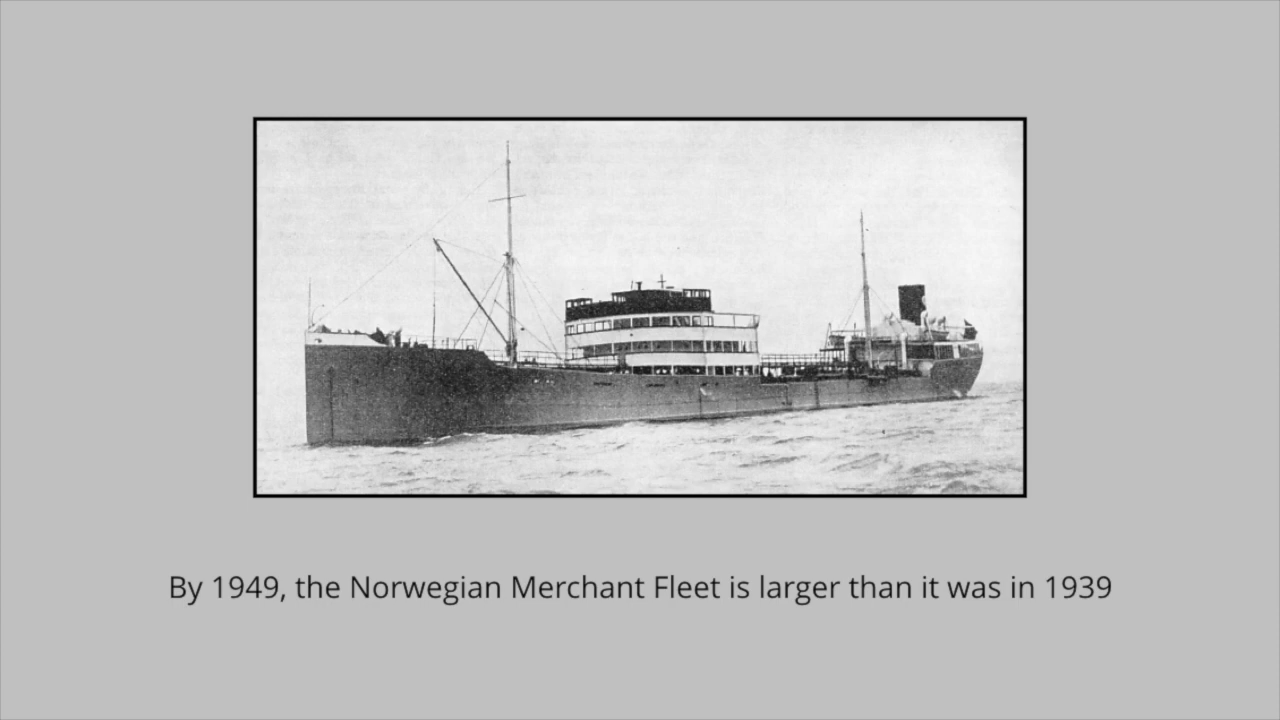 By 1949, the Norwegian Merchant Fleet is larger than it was in 1939